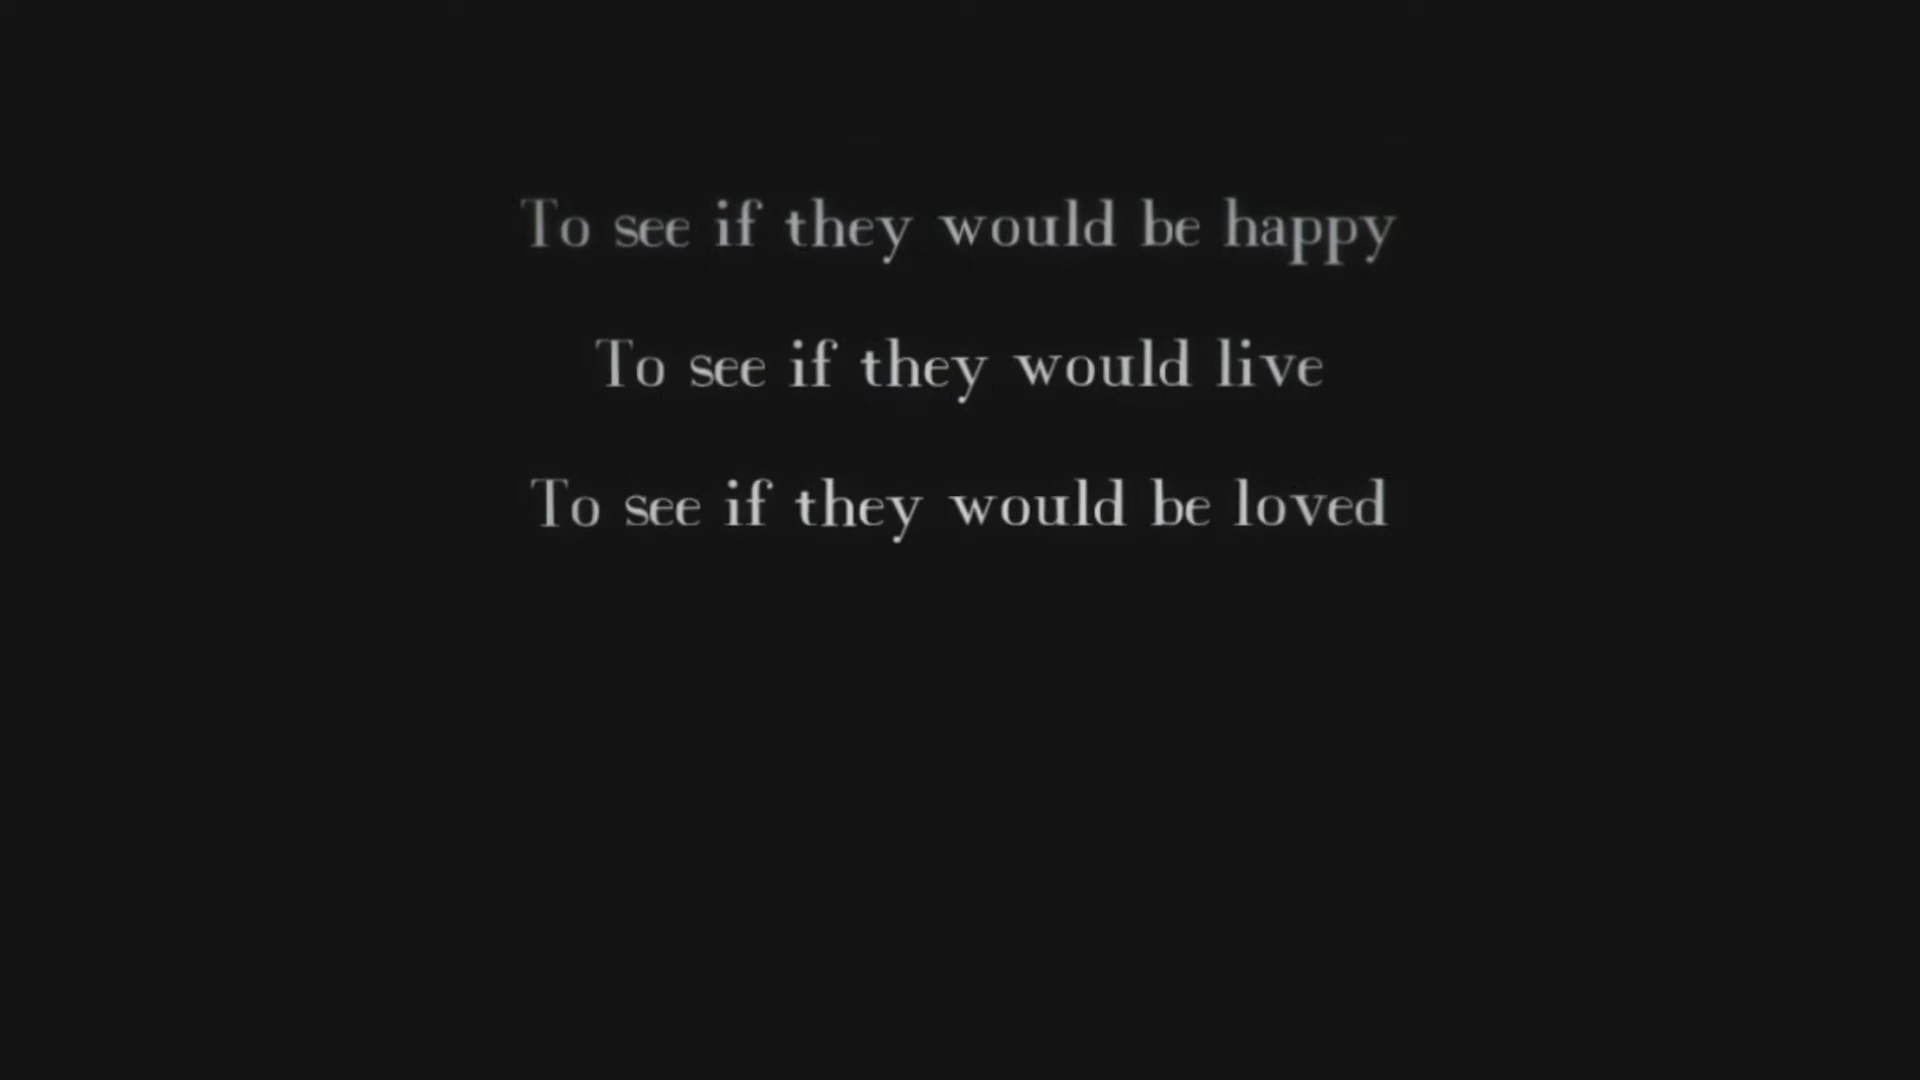 To see if they would be happy
To see if they would live
To see if they would be loved